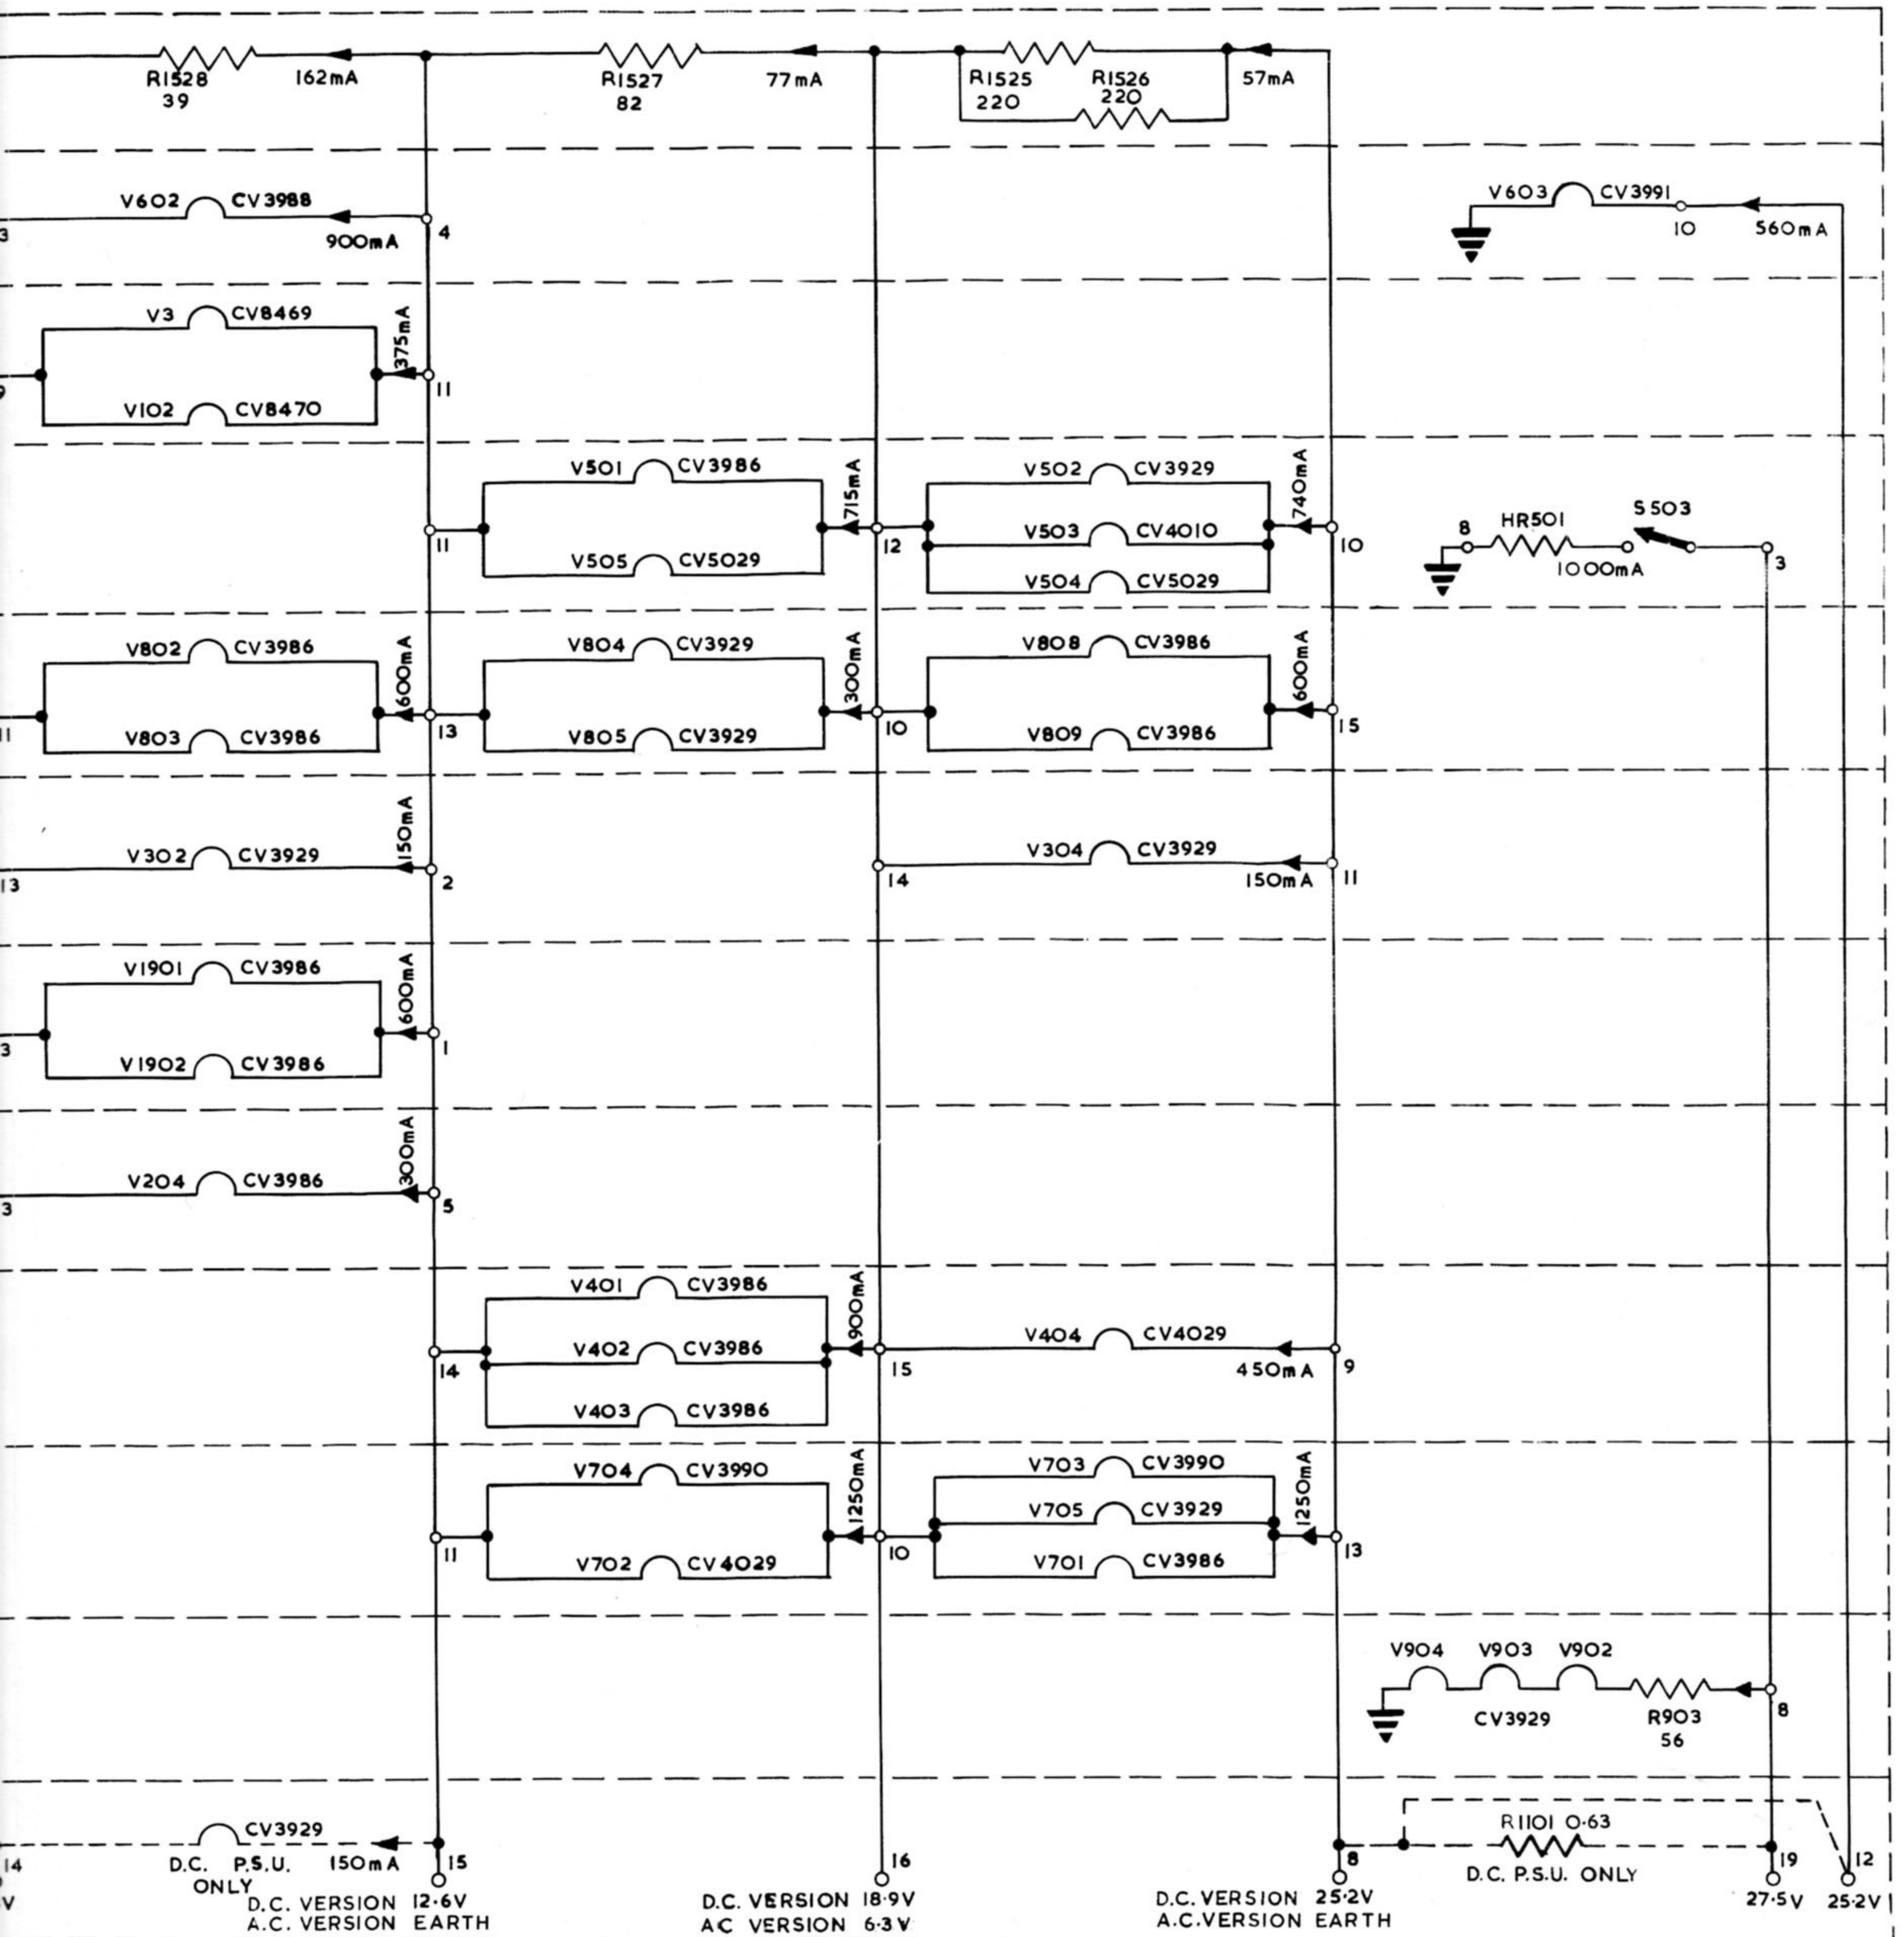 R1528
39
162mA
R1527
82
77mA
R1525
220
R1526
220
57mA
V602 CV3988
3
900mA
4
V603 CV3991
10
560mA
V3 CV8469
375mA
9
11
V102 CV8470
V501 CV3986
715mA
V502 CV3929
740mA
11
V505 CV5029
12
V503 CV4010
V504 CV5029
10
8
HR501
1000mA
S503
3
V802 CV3986
600mA
V804 CV3929
300mA
V808 CV3986
600mA
11
V803 CV3986
13
V805 CV3929
10
V809 CV3986
15
V302 CV3929
150mA
13
2
V304 CV3929
14
150mA
11
V1901 CV3986
600mA
3
V1902 CV3986
1
V204 CV3986
300mA
3
5
V401 CV3986
900mA
V402 CV3986
14
V403 CV3986
15
V404 CV4029
450mA
9
V704 CV3990
1250mA
V703 CV3990
1250mA
V705 CV3929
11
V702 CV4029
10
V701 CV3986
13
V904 V903 V902
CV3929
R903
56
8
CV3929
14
D.C. P.S.U.
ONLY
150mA
15
D.C. VERSION 12·6V
A.C. VERSION EARTH
16
D.C. VERSION 18·9V
AC VERSION 6·3V
8
D.C. VERSION 25·2V
A.C. VERSION EARTH
R1101 0·63
D.C. P.S.U. ONLY
19
27·5V
12
25·2V
V